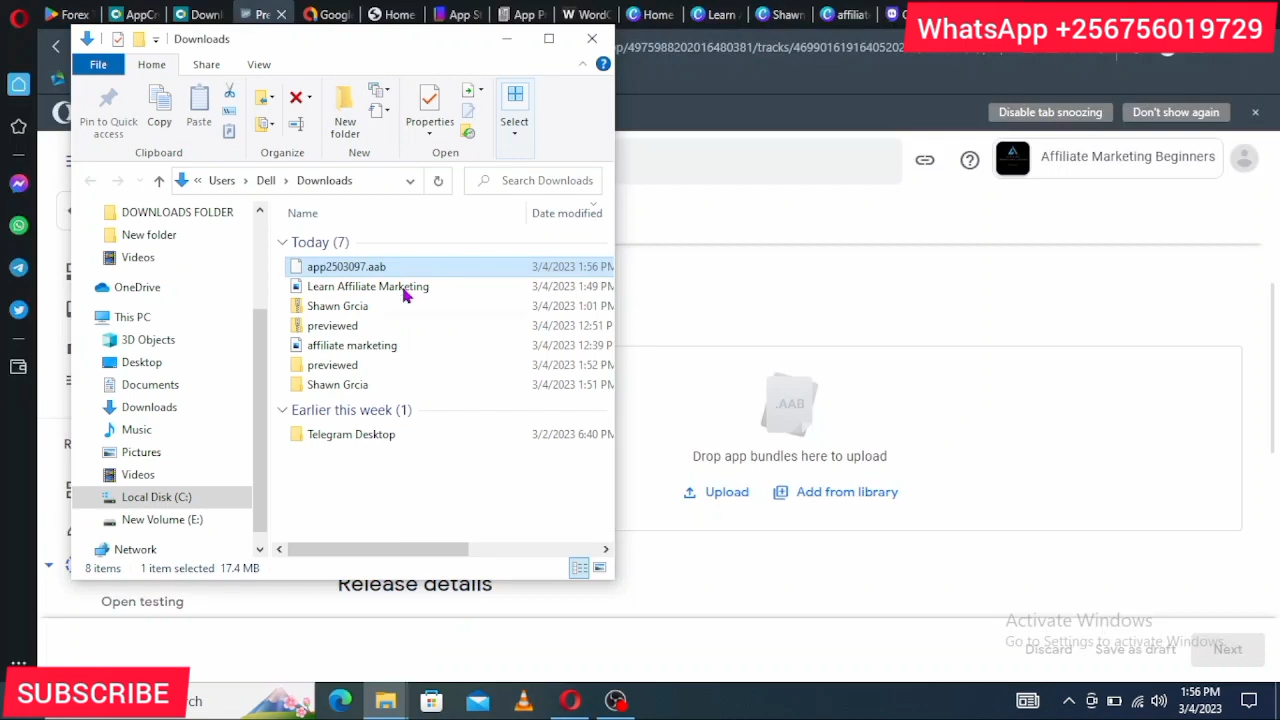 Forex
AppCr
Downl
Pre
Google
Home
App S
App P
WordC
Home
Learn
Shawn
affiliat
WhatsApp +256756019729
Downloads
p/4975988202016480381/tracks/46990161916405202
File
Home
Share
View
Disable tab snoozing
Don't show again
Pin to Quick
access
Copy
Paste
New
folder
Properties
Select
Clipboard
Organize
New
Open
Affiliate Marketing Beginners
« Users > Dell > Downloads
Search Downloads
DOWNLOADS FOLDER
New folder
Videos
OneDrive
This PC
3D Objects
Desktop
Documents
Downloads
Music
Pictures
Videos
Local Disk (C:)
New Volume (E:)
Network
Name
Date modified
Today (7)
app2503097.aab 3/4/2023 1:56 PM
Learn Affiliate Marketing 3/4/2023 1:49 PM
Shawn Grcia 3/4/2023 1:01 PM
previewed 3/4/2023 12:51 P
affiliate marketing 3/4/2023 12:39 P
previewed 3/4/2023 1:52 PM
Shawn Grcia 3/4/2023 1:51 PM
Earlier this week (1)
Telegram Desktop 3/2/2023 6:40 PM
8 items
1 item selected 17.4 MB
.AAB
Drop app bundles here to upload
Upload
Add from library
Release details
Open testing
Activate Windows
Go to Settings to activate Windows.
Discard
Save as draft
Next
SUBSCRIBE
rch
1:56 PM
3/4/2023